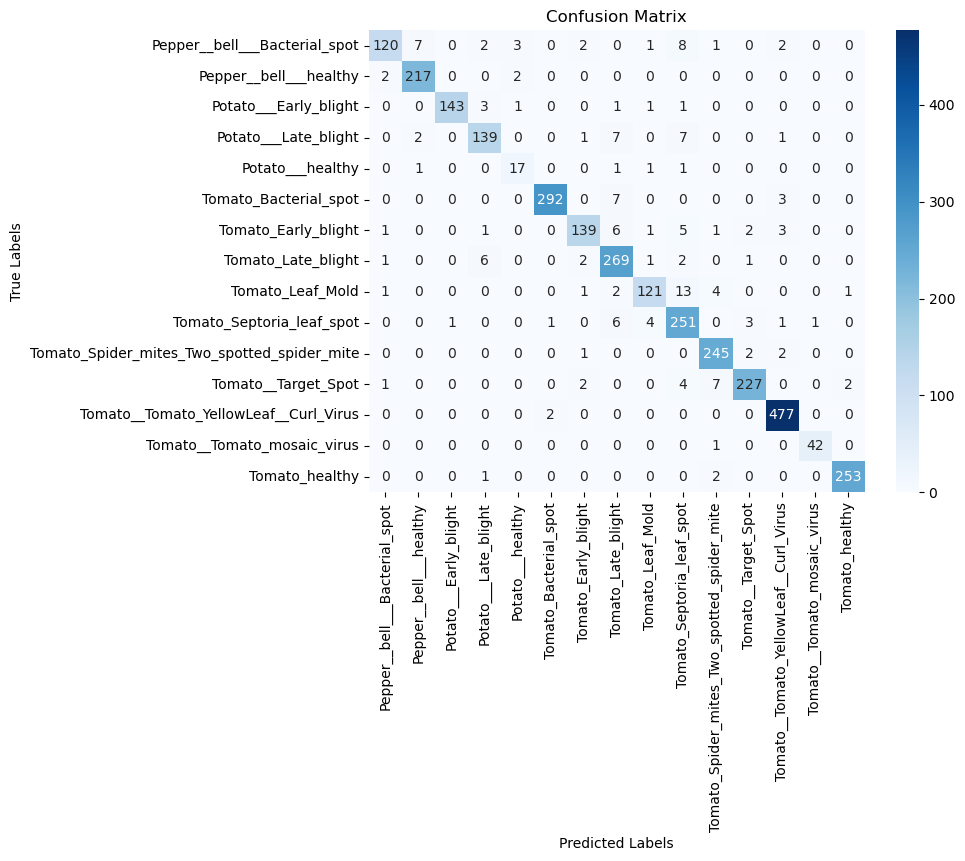 Confusion Matrix
Pepper__bell___Bacterial_spot 120 7 0 2 3 0 2 0 1 8 1 0 2 0 0
Pepper__bell___healthy 2 217 0 0 2 0 0 0 0 0 0 0 0 0 0
Potato___Early_blight 0 0 143 3 1 0 0 1 1 1 0 0 0 0 0
Potato___Late_blight 0 2 0 139 0 0 1 7 0 7 0 0 1 0 0
Potato___healthy 0 1 0 0 17 0 0 1 1 1 0 0 0 0 0
Tomato_Bacterial_spot 0 0 0 0 0 292 0 7 0 0 0 0 3 0 0
Tomato_Early_blight 1 0 0 1 0 0 139 6 1 5 1 2 3 0 0
Tomato_Late_blight 1 0 0 6 0 0 2 269 1 2 0 1 0 0 0
Tomato_Leaf_Mold 1 0 0 0 0 0 1 2 121 13 4 0 0 0 1
Tomato_Septoria_leaf_spot 0 0 1 0 0 1 0 6 4 251 0 3 1 1 0
Tomato_Spider_mites_Two_spotted_spider_mite 0 0 0 0 0 0 1 0 0 0 245 2 2 0 0
Tomato__Target_Spot 1 0 0 0 0 0 2 0 0 4 7 227 0 0 2
Tomato__Tomato_YellowLeaf__Curl_Virus 0 0 0 0 0 2 0 0 0 0 0 0 477 0 0
Tomato__Tomato_mosaic_virus 0 0 0 0 0 0 0 0 0 0 1 0 0 42 0
Tomato_healthy 0 0 0 1 0 0 0 0 0 0 2 0 0 0 253
True Labels
400
300
200
100
0
Pepper__bell___Bacterial_spot
Pepper__bell___healthy
Potato___Early_blight
Potato___Late_blight
Potato___healthy
Tomato_Bacterial_spot
Tomato_Early_blight
Tomato_Late_blight
Tomato_Leaf_Mold
Tomato_Septoria_leaf_spot
Tomato_Spider_mites_Two_spotted_spider_mite
Tomato__Target_Spot
Tomato__Tomato_YellowLeaf__Curl_Virus
Tomato__Tomato_mosaic_virus
Tomato_healthy
Predicted Labels